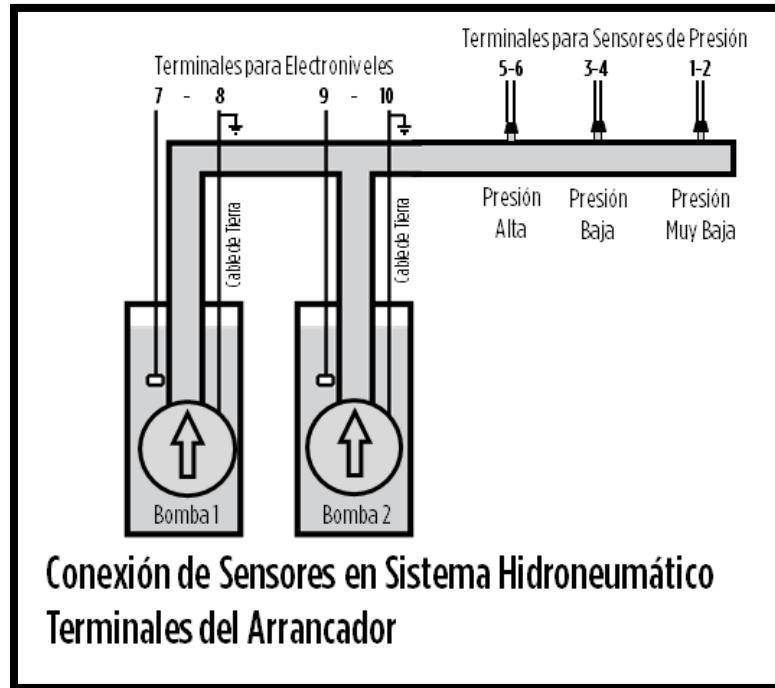 Terminales para Sensores de Presión
5-6 3-4 1-2
Terminales para Electroniveles
7 - 8 9 - 10
Cable de Tierra
Cable de Tierra
Presión Alta
Presión Baja
Presión Muy Baja
Bomba 1
Bomba 2
Conexión de Sensores en Sistema Hidroneumático
Terminales del Arrancador